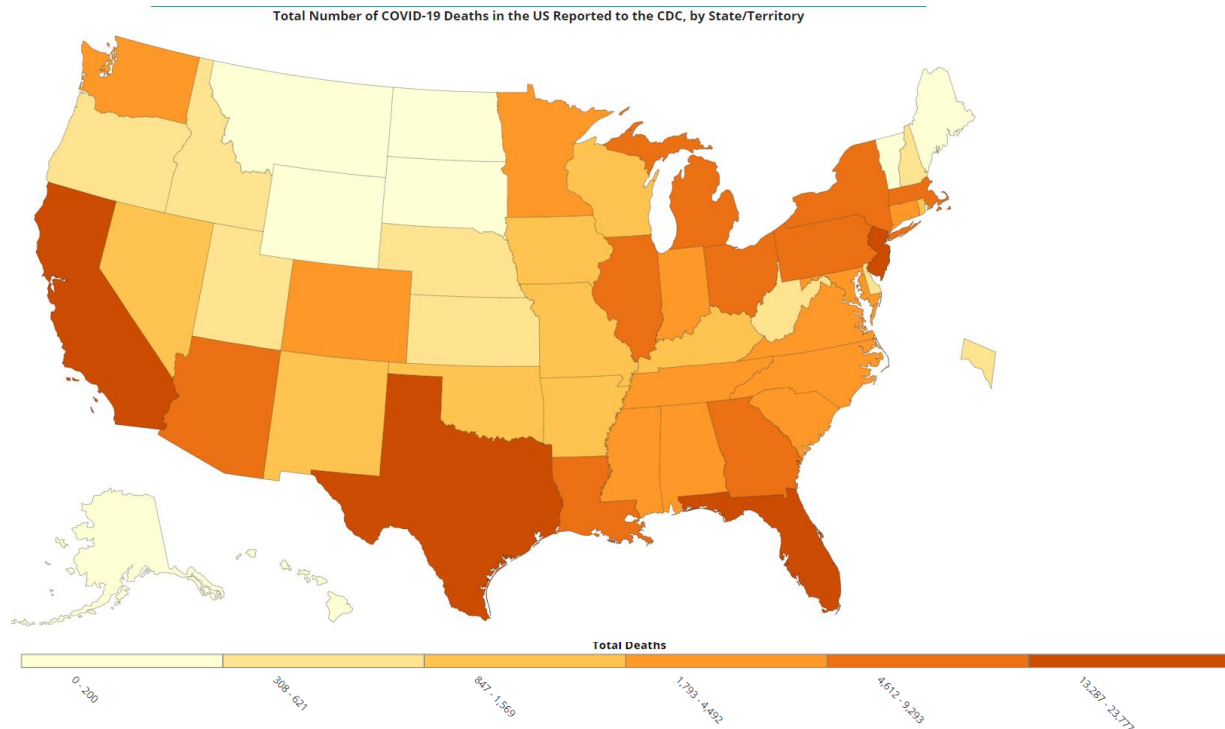 Total Number of COVID-19 Deaths in the US Reported to the CDC, by State/Territory
Total Deaths
0 - 200
308 - 621
847 - 1,569
1,793 - 4,492
4,612 - 9,293
13,287 - 23,777